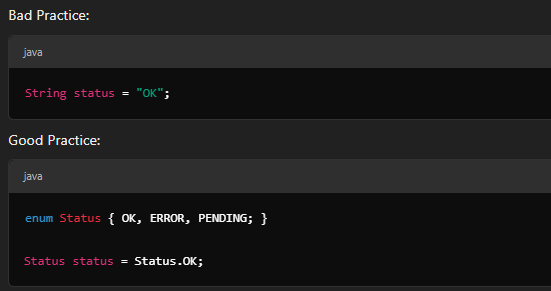 Bad Practice:
java
String status = "OK";
Good Practice:
java
enum Status { OK, ERROR, PENDING; }
Status status = Status.OK;